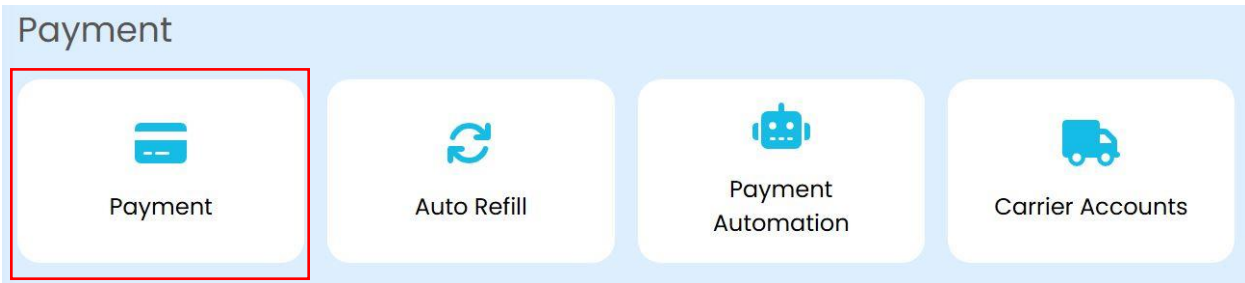 Payment
Payment
Auto Refill
Payment
Automation
Carrier Accounts